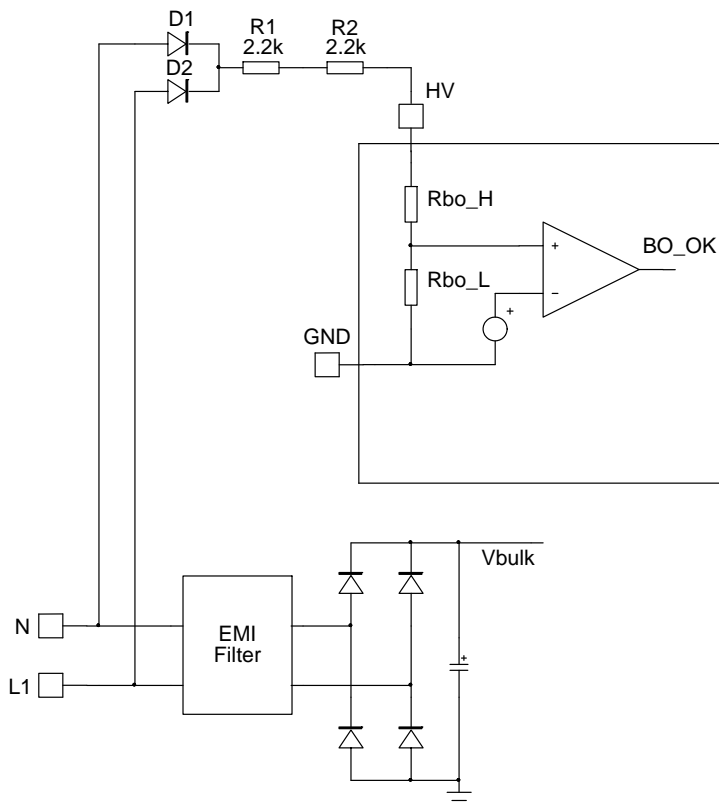 D1
R1
2.2k
R2
2.2k
D2
HV
Rbo_H
BO_OK
+
Rbo_L
−
+
GND
Vbulk
N
EMI
Filter
+
L1